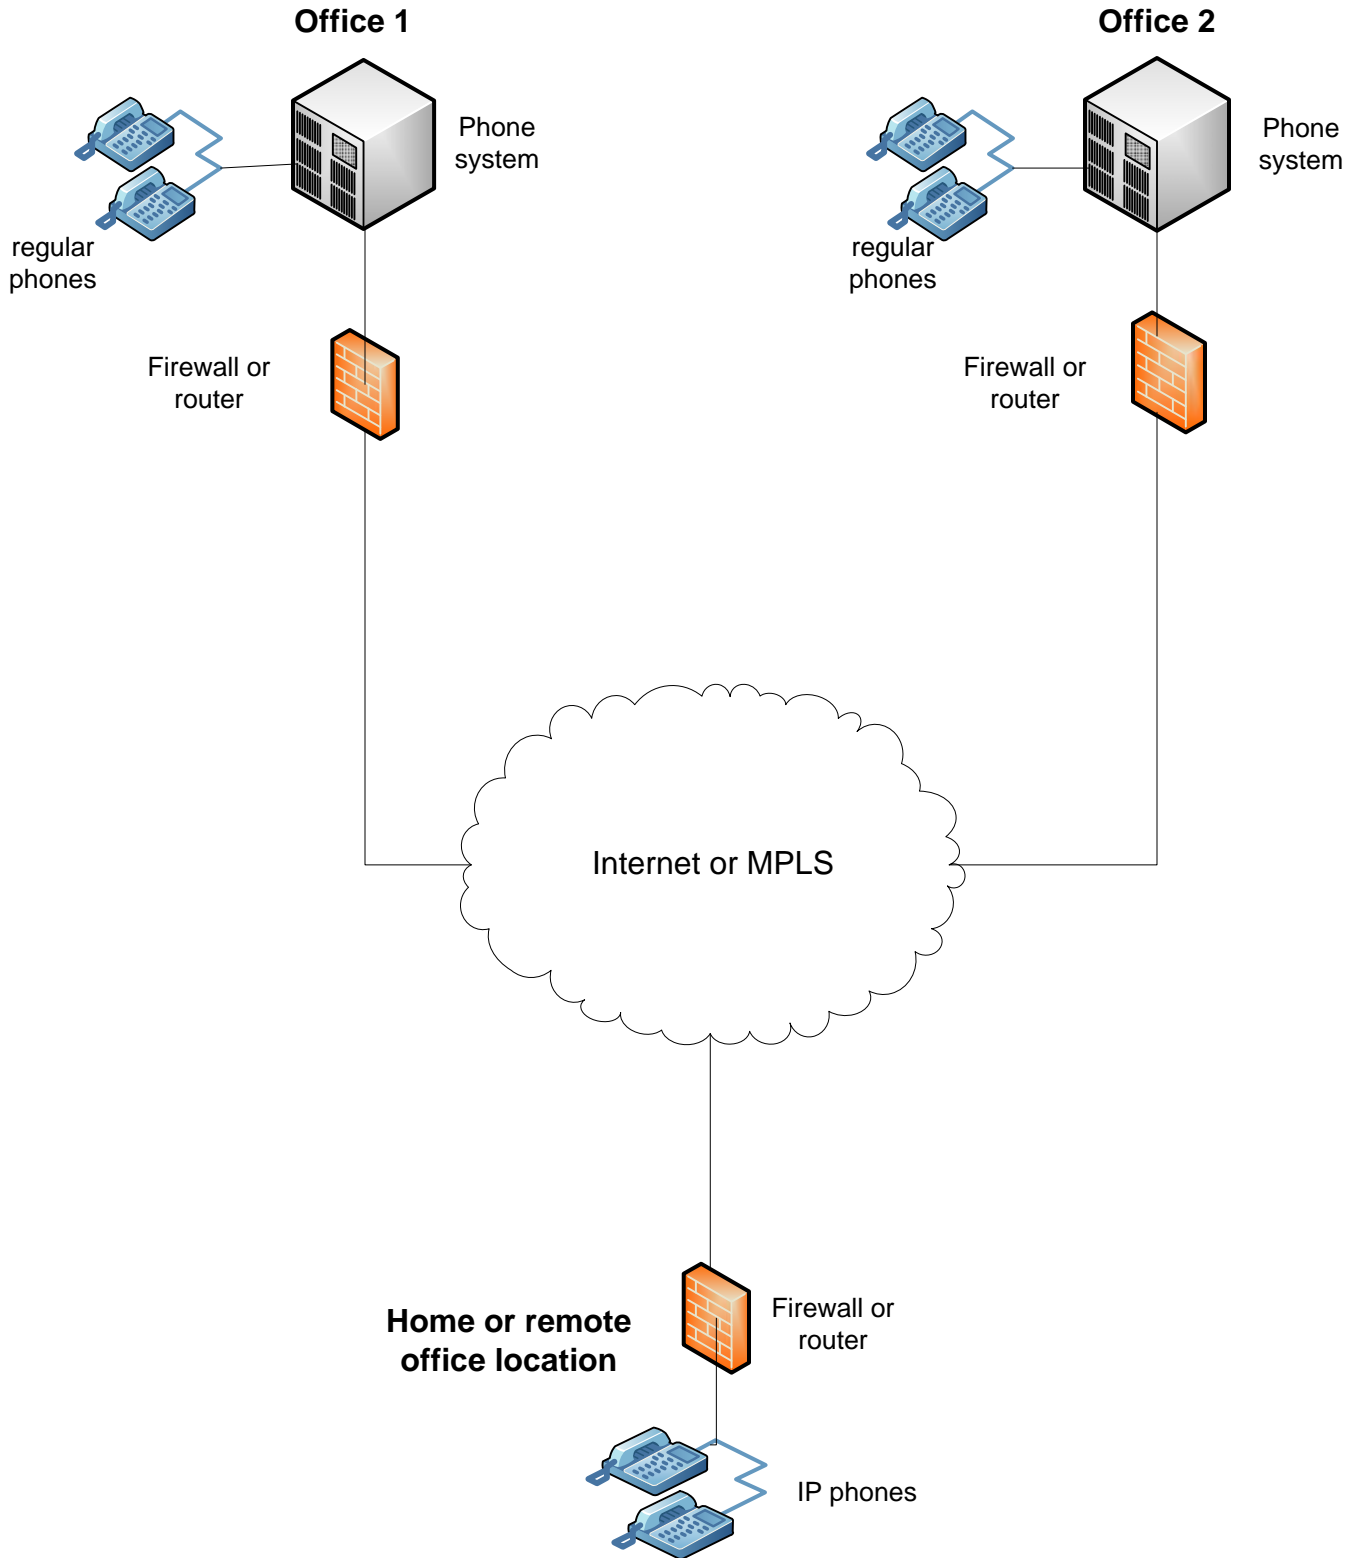 Office 1
Office 2
Phone
system
Phone
system
regular
phones
regular
phones
Firewall or
router
Firewall or
router
Internet or MPLS
Home or remote
office location
Firewall or
router
IP phones